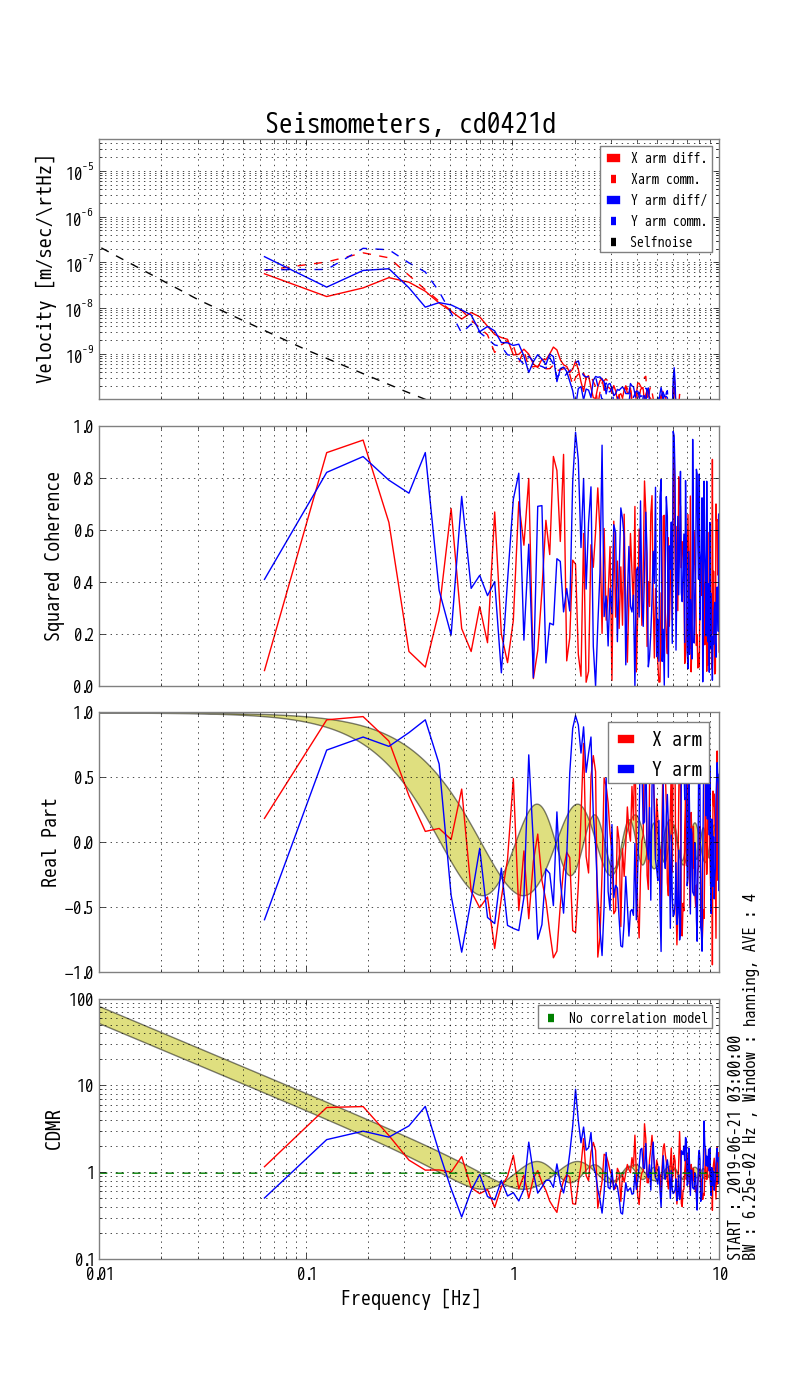 Seismometers, cd0421d
Velocity [m/sec/\rtHz]
10^-5
10^-6
10^-7
10^-8
10^-9
X arm diff.
Xarm comm.
Y arm diff/
Y arm comm.
Selfnoise
Squared Coherence
1.0
0.8
0.6
0.4
0.2
0.0
Real Part
1.0
0.5
0.0
−0.5
−1.0
X arm
Y arm
CDMR
100
10
1
0.1
No correlation model
0.01
0.1
1
10
Frequency [Hz]
START : 2019-06-21 03:00:00
BW : 6.25e-02 Hz , Window : hanning, AVE : 4